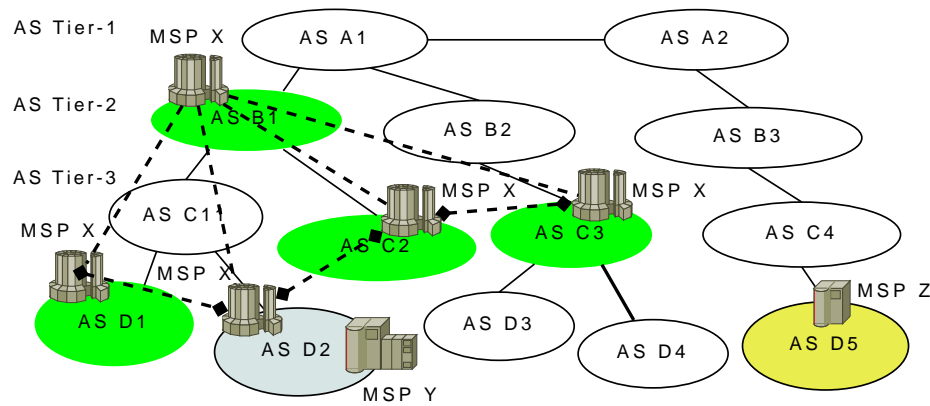 AS Tier-1
MSP X
AS A1
AS A2
AS Tier-2
AS B1
AS B2
AS B3
AS Tier-3
MSP X
MSP X
AS C11
AS C2
AS C3
AS C4
MSP X
MSP X
MSP Z
AS D1
AS D2
AS D3
AS D4
AS D5
MSP Y